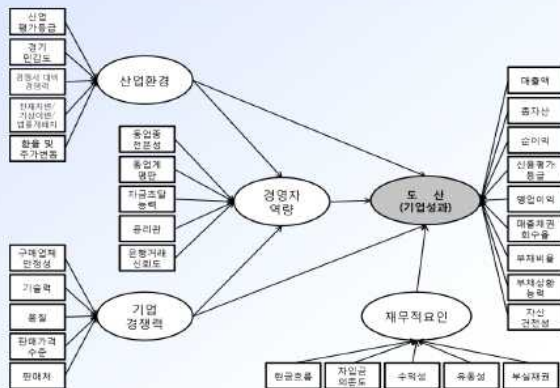 산업
평가등급
경기
민감도
경쟁사 대비
경쟁력
천재지변/
기상이변/
법률개폐지
환율 및
주가변동
산업환경
동업종
전문성
동업계
평판
자금조달
능력
윤리관
은행거래
신뢰도
경영자
역량
구매업체
안정성
기술력
품질
판매가격
수준
판매처
기업
경쟁력
도 산
(기업성과)
매출액
총자산
순이익
신용평가
등급
영업이익
매출채권
회수율
부채비율
부채상환
능력
자산
건전성
재무적요인
현금흐름
차입금
의존도
수익성
유동성
부실채권